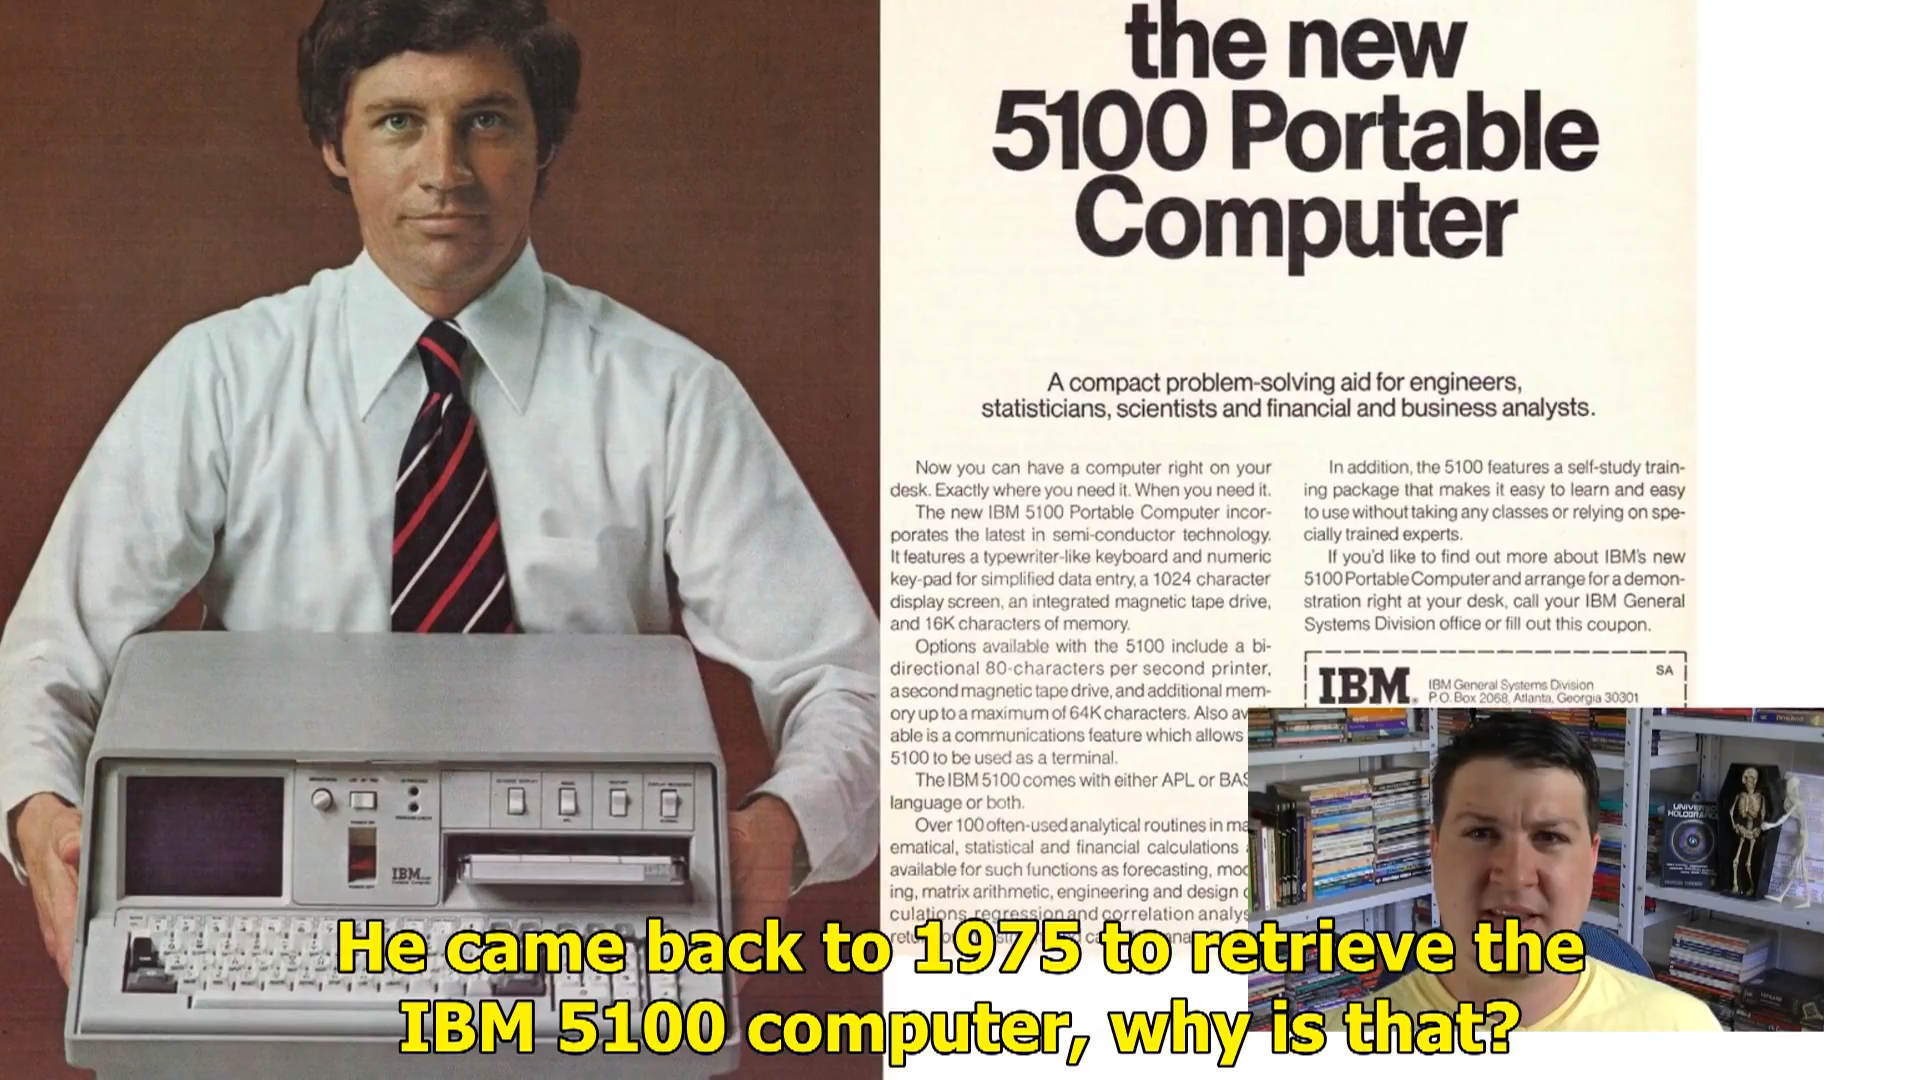 the new
5100 Portable
Computer
A compact problem-solving aid for engineers,
statisticians, scientists and financial and business analysts.
Now you can have a computer right on your
desk. Exactly where you need it. When you need it.
The new IBM 5100 Portable Computer incor-
porates the latest in semi-conductor technology.
It features a typewriter-like keyboard and numeric
key-pad for simplified data entry, a 1024 character
display screen, an integrated magnetic tape drive,
and 16K characters of memory.
Options available with the 5100 include a bi-
directional 80-characters per second printer,
a second magnetic tape drive, and additional mem-
ory up to a maximum of 64K characters. Also av
able is a communications feature which allows
5100 to be used as a terminal.
The IBM 5100 comes with either APL or BAS
language or both.
Over 100 often-used analytical routines in ma
ematical, statistical and financial calculations
available for such functions as forecasting, mod
ing, matrix arithmetic, engineering and design
culations, regression and correlation analys
In addition, the 5100 features a self-study train-
ing package that makes it easy to learn and easy
to use without taking any classes or relying on spe-
cially trained experts.
If you'd like to find out more about IBM's new
5100 Portable Computer and arrange for a demon-
stration right at your desk, call your IBM General
Systems Division office or fill out this coupon.
SA
IBM
IBM General Systems Division
P.O. Box 2068, Atlanta, Georgia 30301
IBM
UNIVERSO
He came back to 1975 to retrieve the
IBM 5100 computer, why is that?